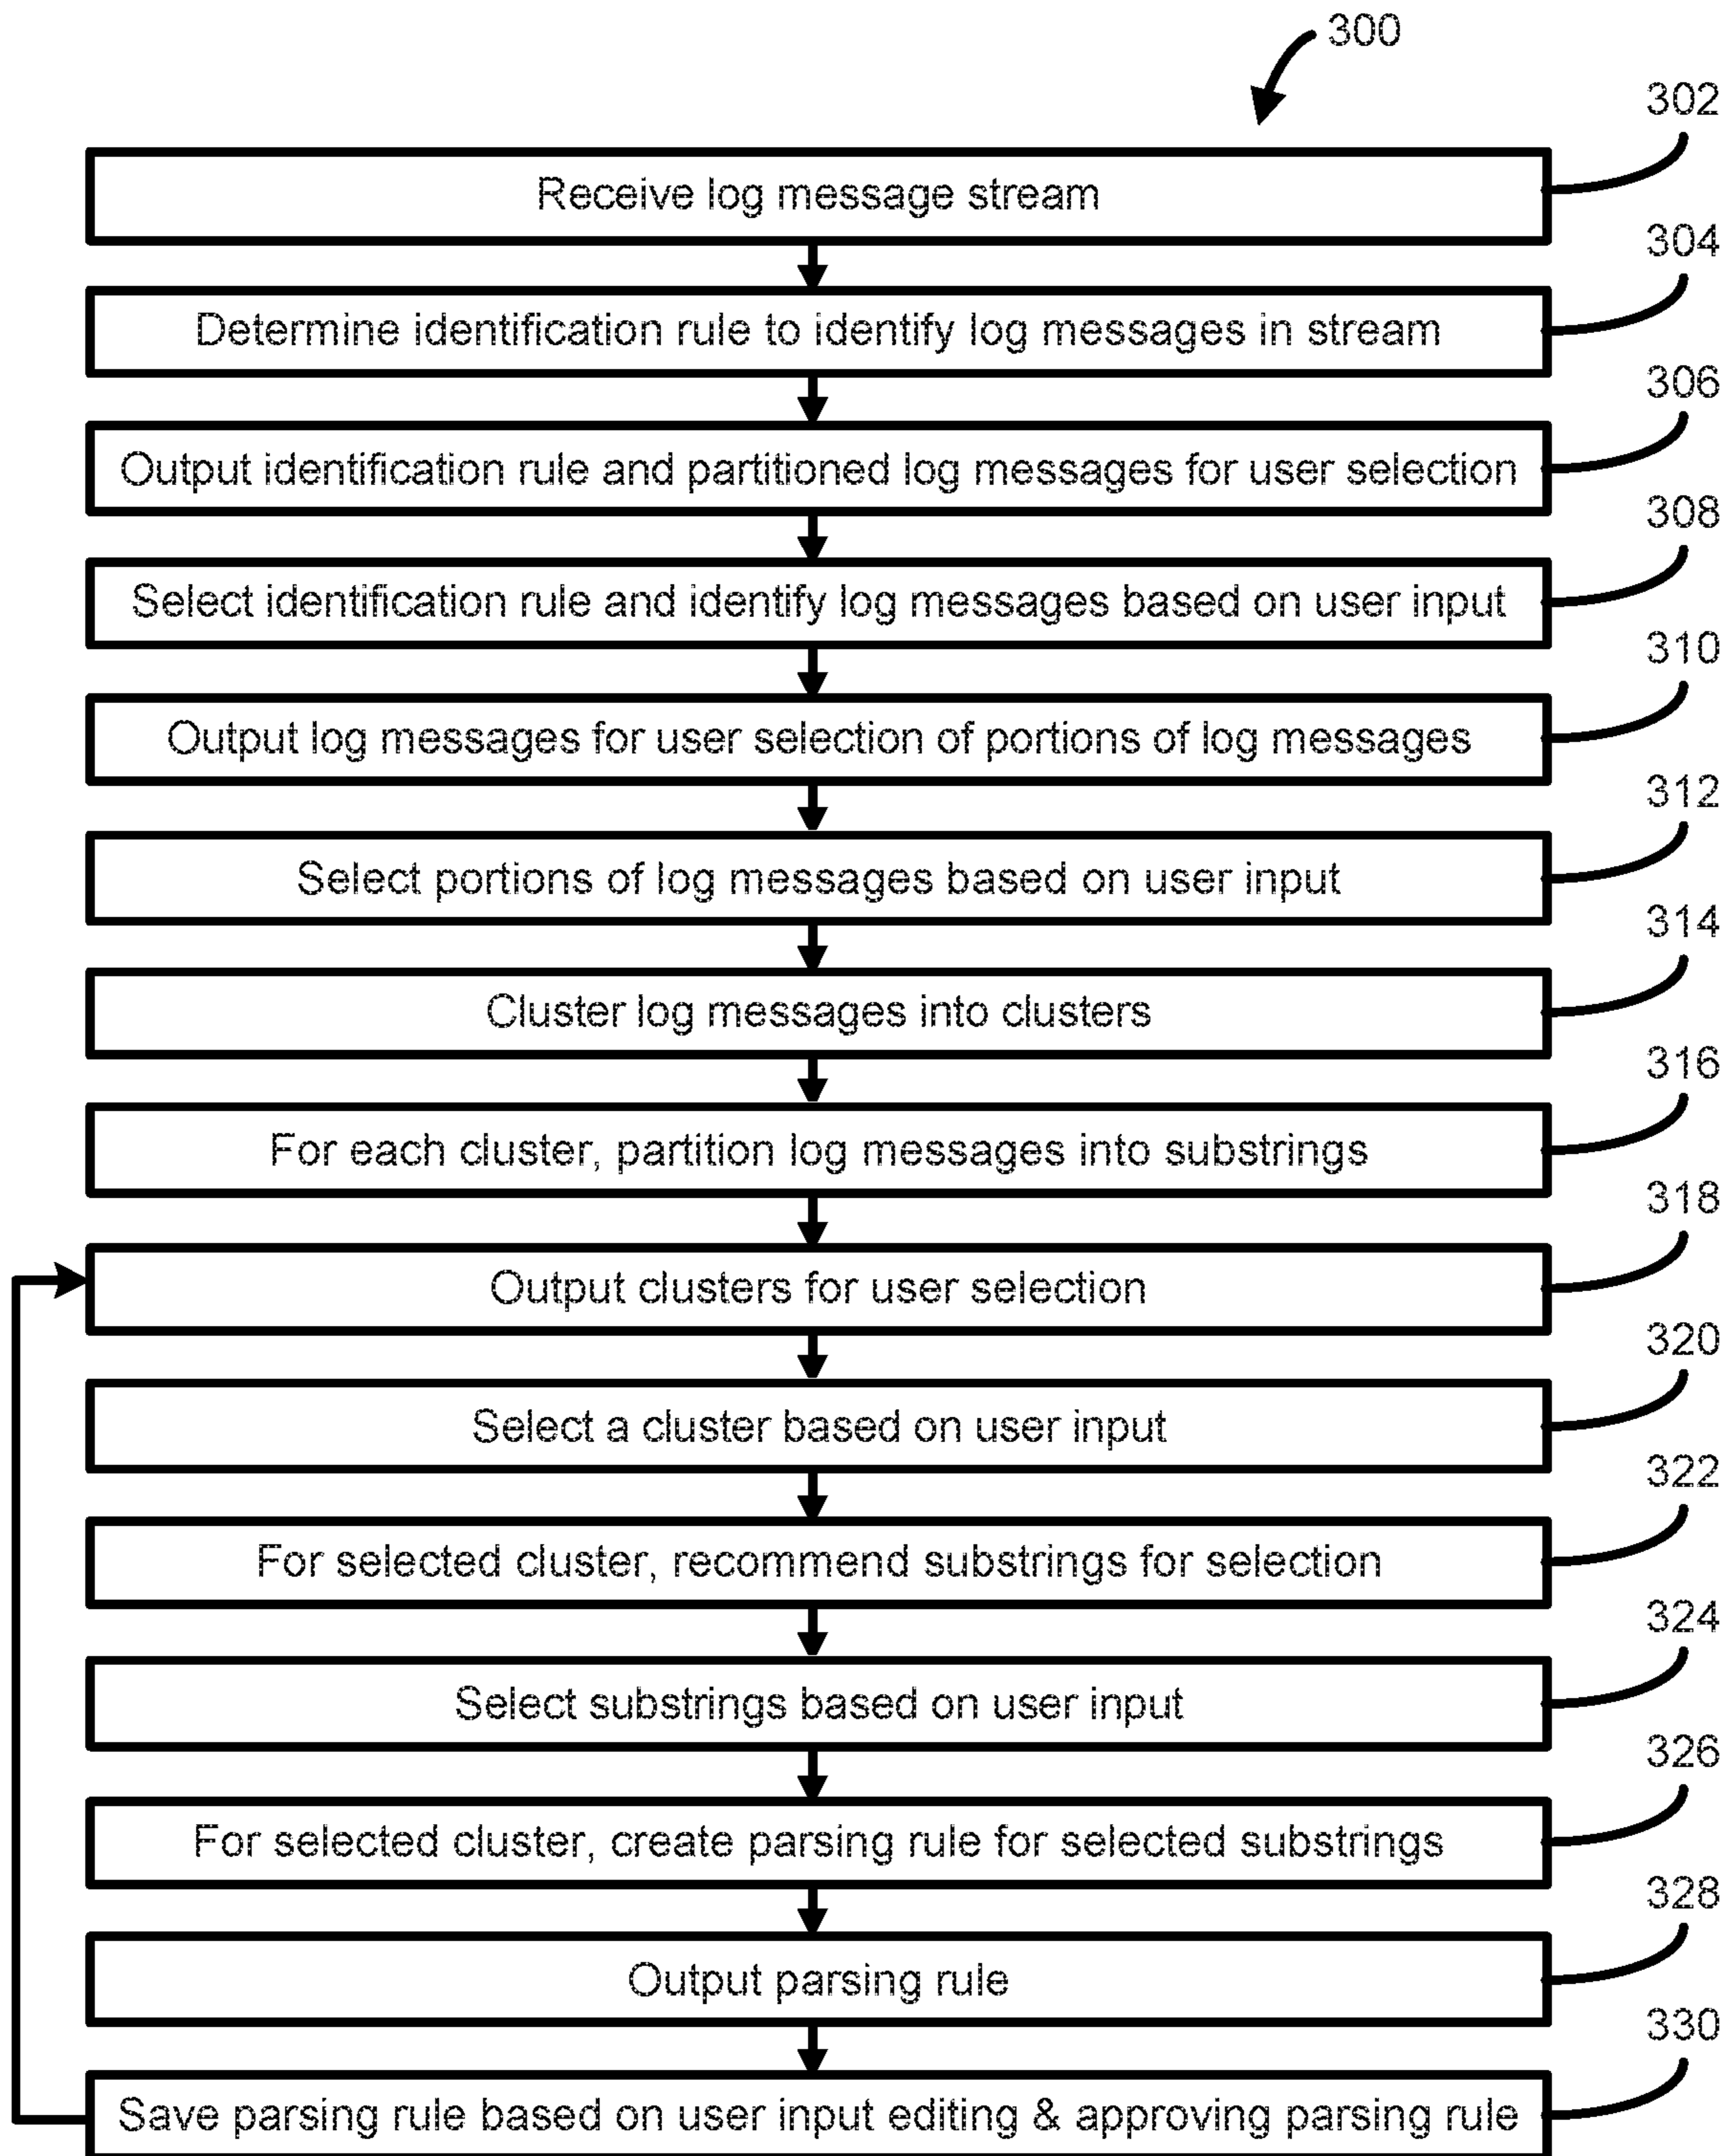 300
302
Receive log message stream
304
Determine identification rule to identify log messages in stream
306
Output identification rule and partitioned log messages for user selection
308
Select identification rule and identify log messages based on user input
310
Output log messages for user selection of portions of log messages
312
Select portions of log messages based on user input
314
Cluster log messages into clusters
316
For each cluster, partition log messages into substrings
318
Output clusters for user selection
320
Select a cluster based on user input
322
For selected cluster, recommend substrings for selection
324
Select substrings based on user input
326
For selected cluster, create parsing rule for selected substrings
328
Output parsing rule
330
Save parsing rule based on user input editing & approving parsing rule